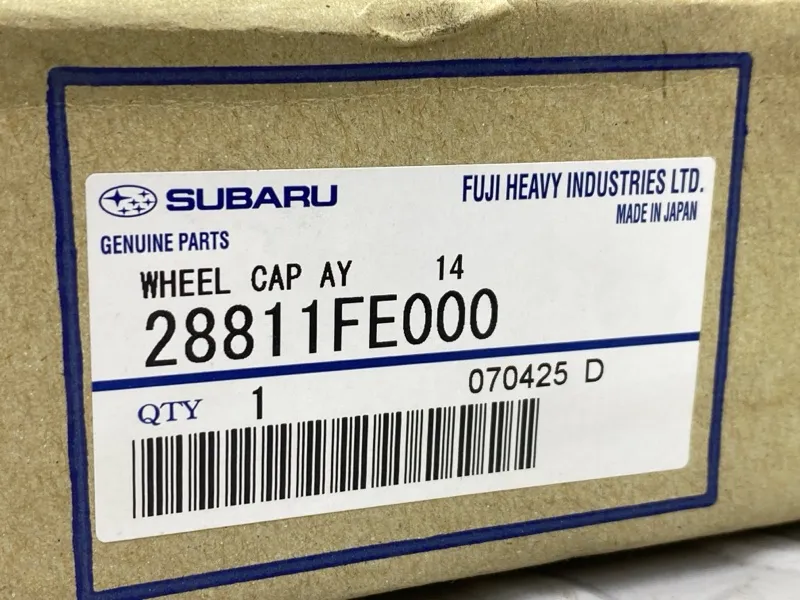 SUBARU
FUJI HEAVY INDUSTRIES LTD.
MADE IN JAPAN
GENUINE PARTS
WHEEL CAP AY 14
28811FE000
070425 D
QTY 1